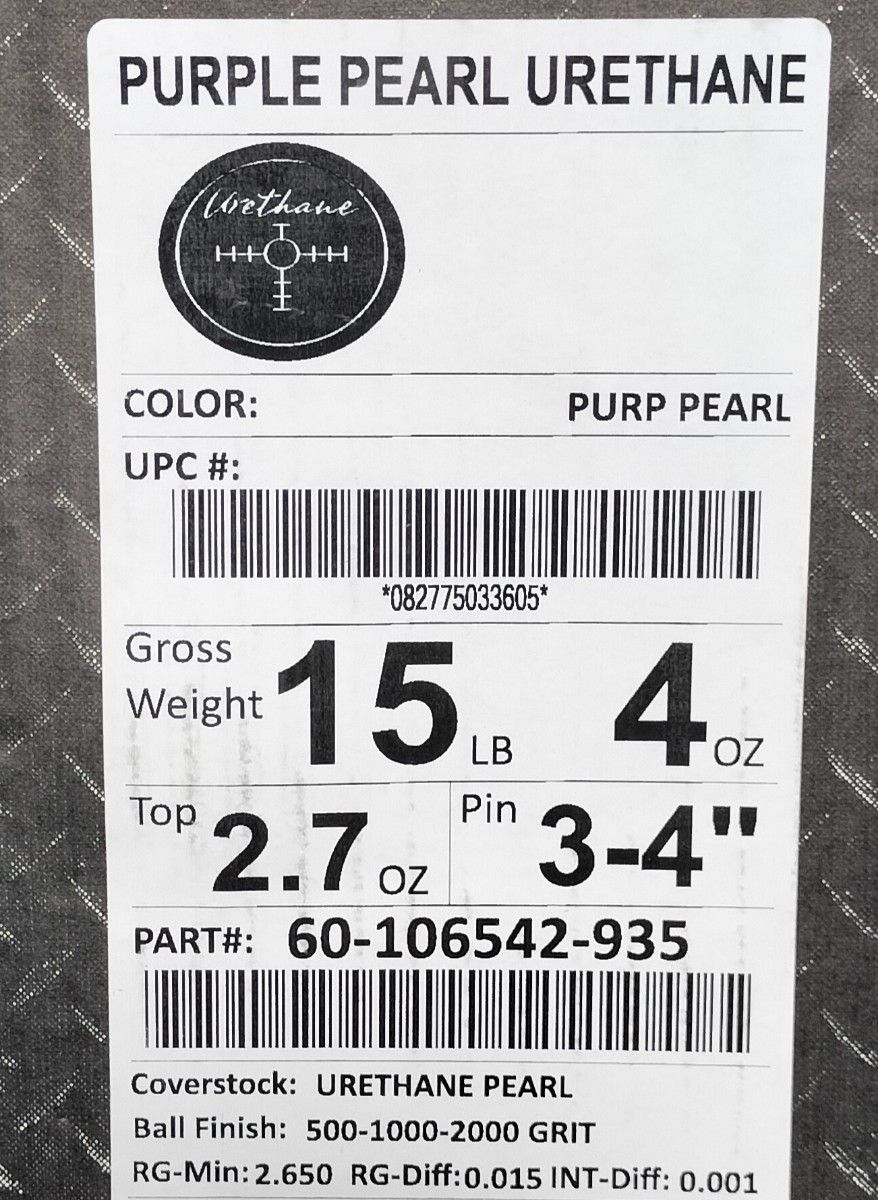 PURPLE PEARL URETHANE
Urethane
COLOR: PURP PEARL
UPC #:
*082775033605*
Gross Weight 15 LB 4 OZ
Top 2.7 OZ Pin 3-4"
PART#: 60-106542-935
Coverstock: URETHANE PEARL
Ball Finish: 500-1000-2000 GRIT
RG-Min: 2.650 RG-Diff: 0.015 INT-Diff: 0.001